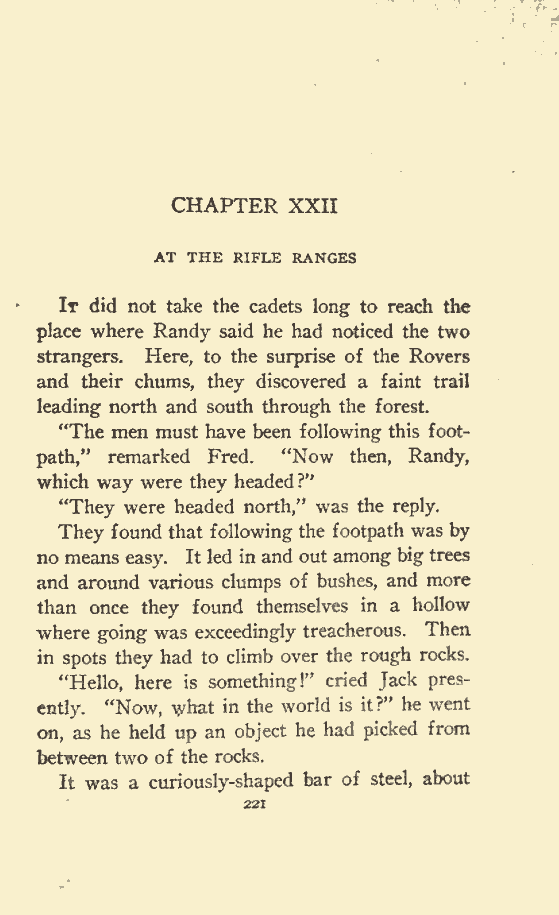 CHAPTER XXII
AT THE RIFLE RANGES
It did not take the cadets long to reach the
place where Randy said he had noticed the two
strangers. Here, to the surprise of the Rovers
and their chums, they discovered a faint trail
leading north and south through the forest.
"The men must have been following this foot-
path," remarked Fred. "Now then, Randy,
which way were they headed?"
"They were headed north," was the reply.
They found that following the footpath was by
no means easy. It led in and out among big trees
and around various clumps of bushes, and more
than once they found themselves in a hollow
where going was exceedingly treacherous. Then
in spots they had to climb over the rough rocks.
"Hello, here is something!" cried Jack pres-
ently. "Now, what in the world is it?" he went
on, as he held up an object he had picked from
between two of the rocks.
It was a curiously-shaped bar of steel, about
221